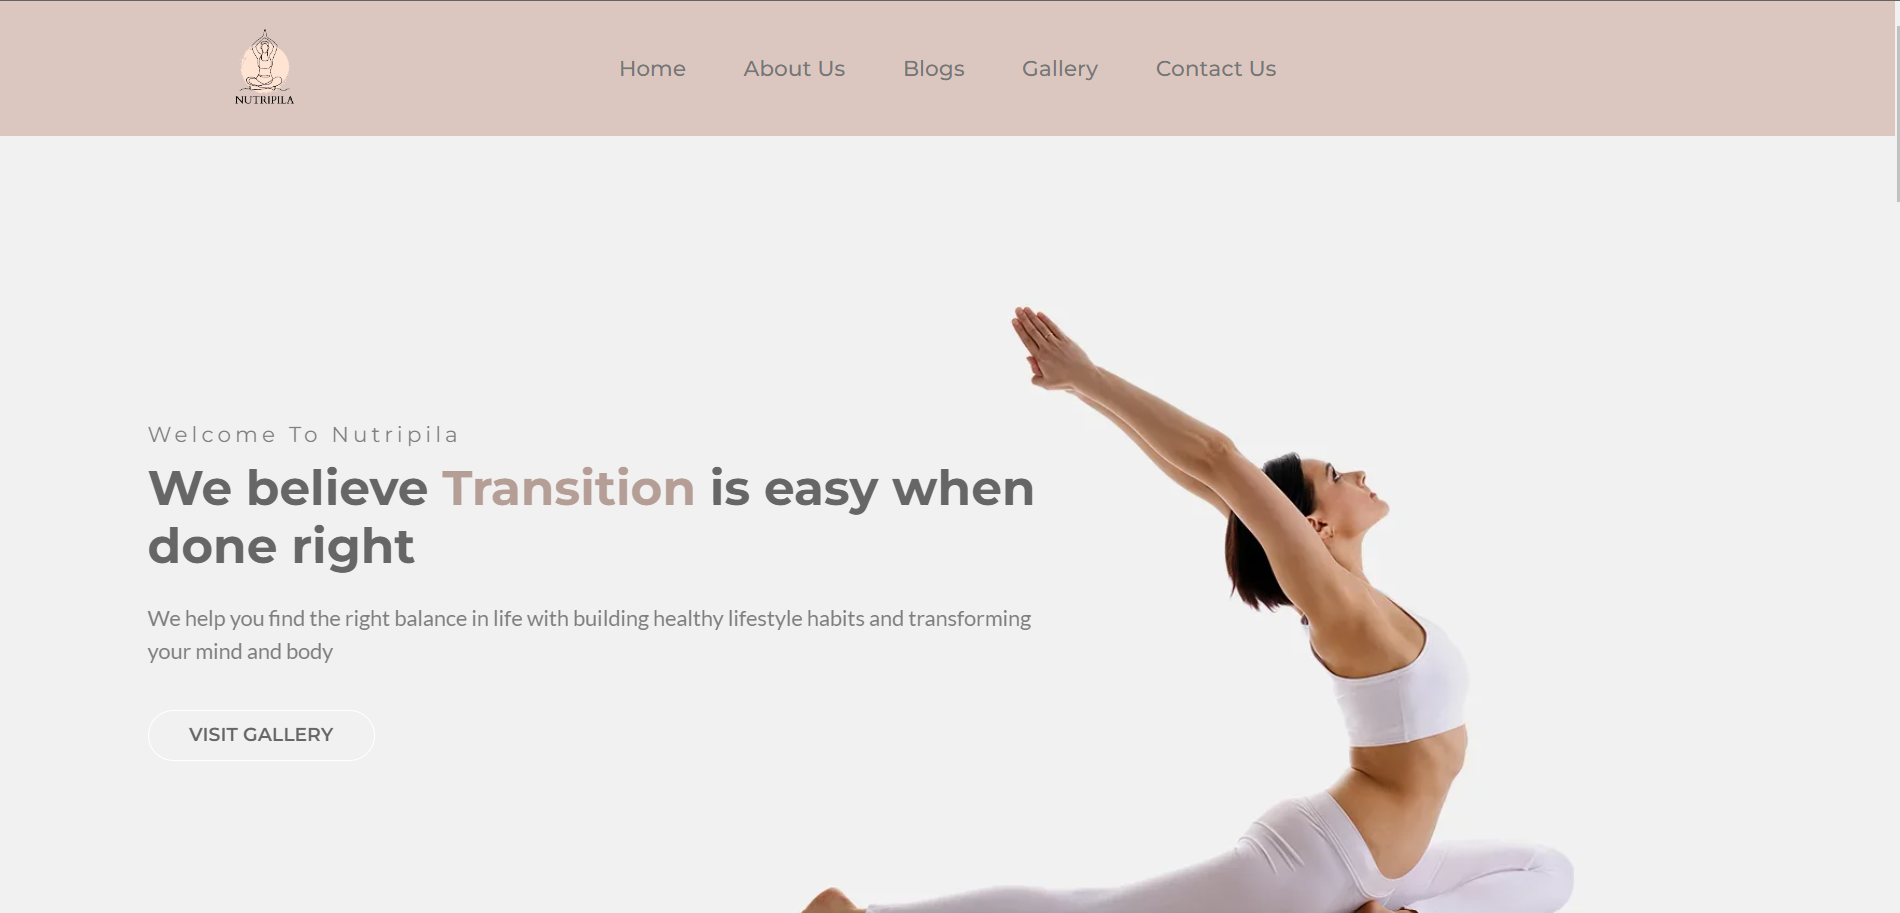 NUTRIPILA
Home
About Us
Blogs
Gallery
Contact Us
Welcome To Nutripila
We believe Transition is easy when
done right
We help you find the right balance in life with building healthy lifestyle habits and transforming
your mind and body
VISIT GALLERY